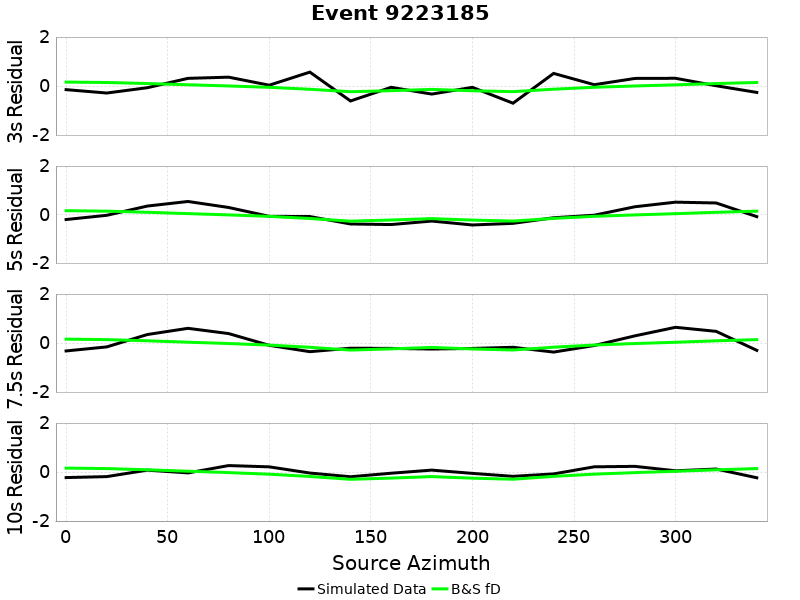 Event 9223185
3s Residual
2
0
-2
5s Residual
2
0
-2
7.5s Residual
2
0
-2
10s Residual
2
0
-2
0 50 100 150 200 250 300
Source Azimuth
Simulated Data B&S fD